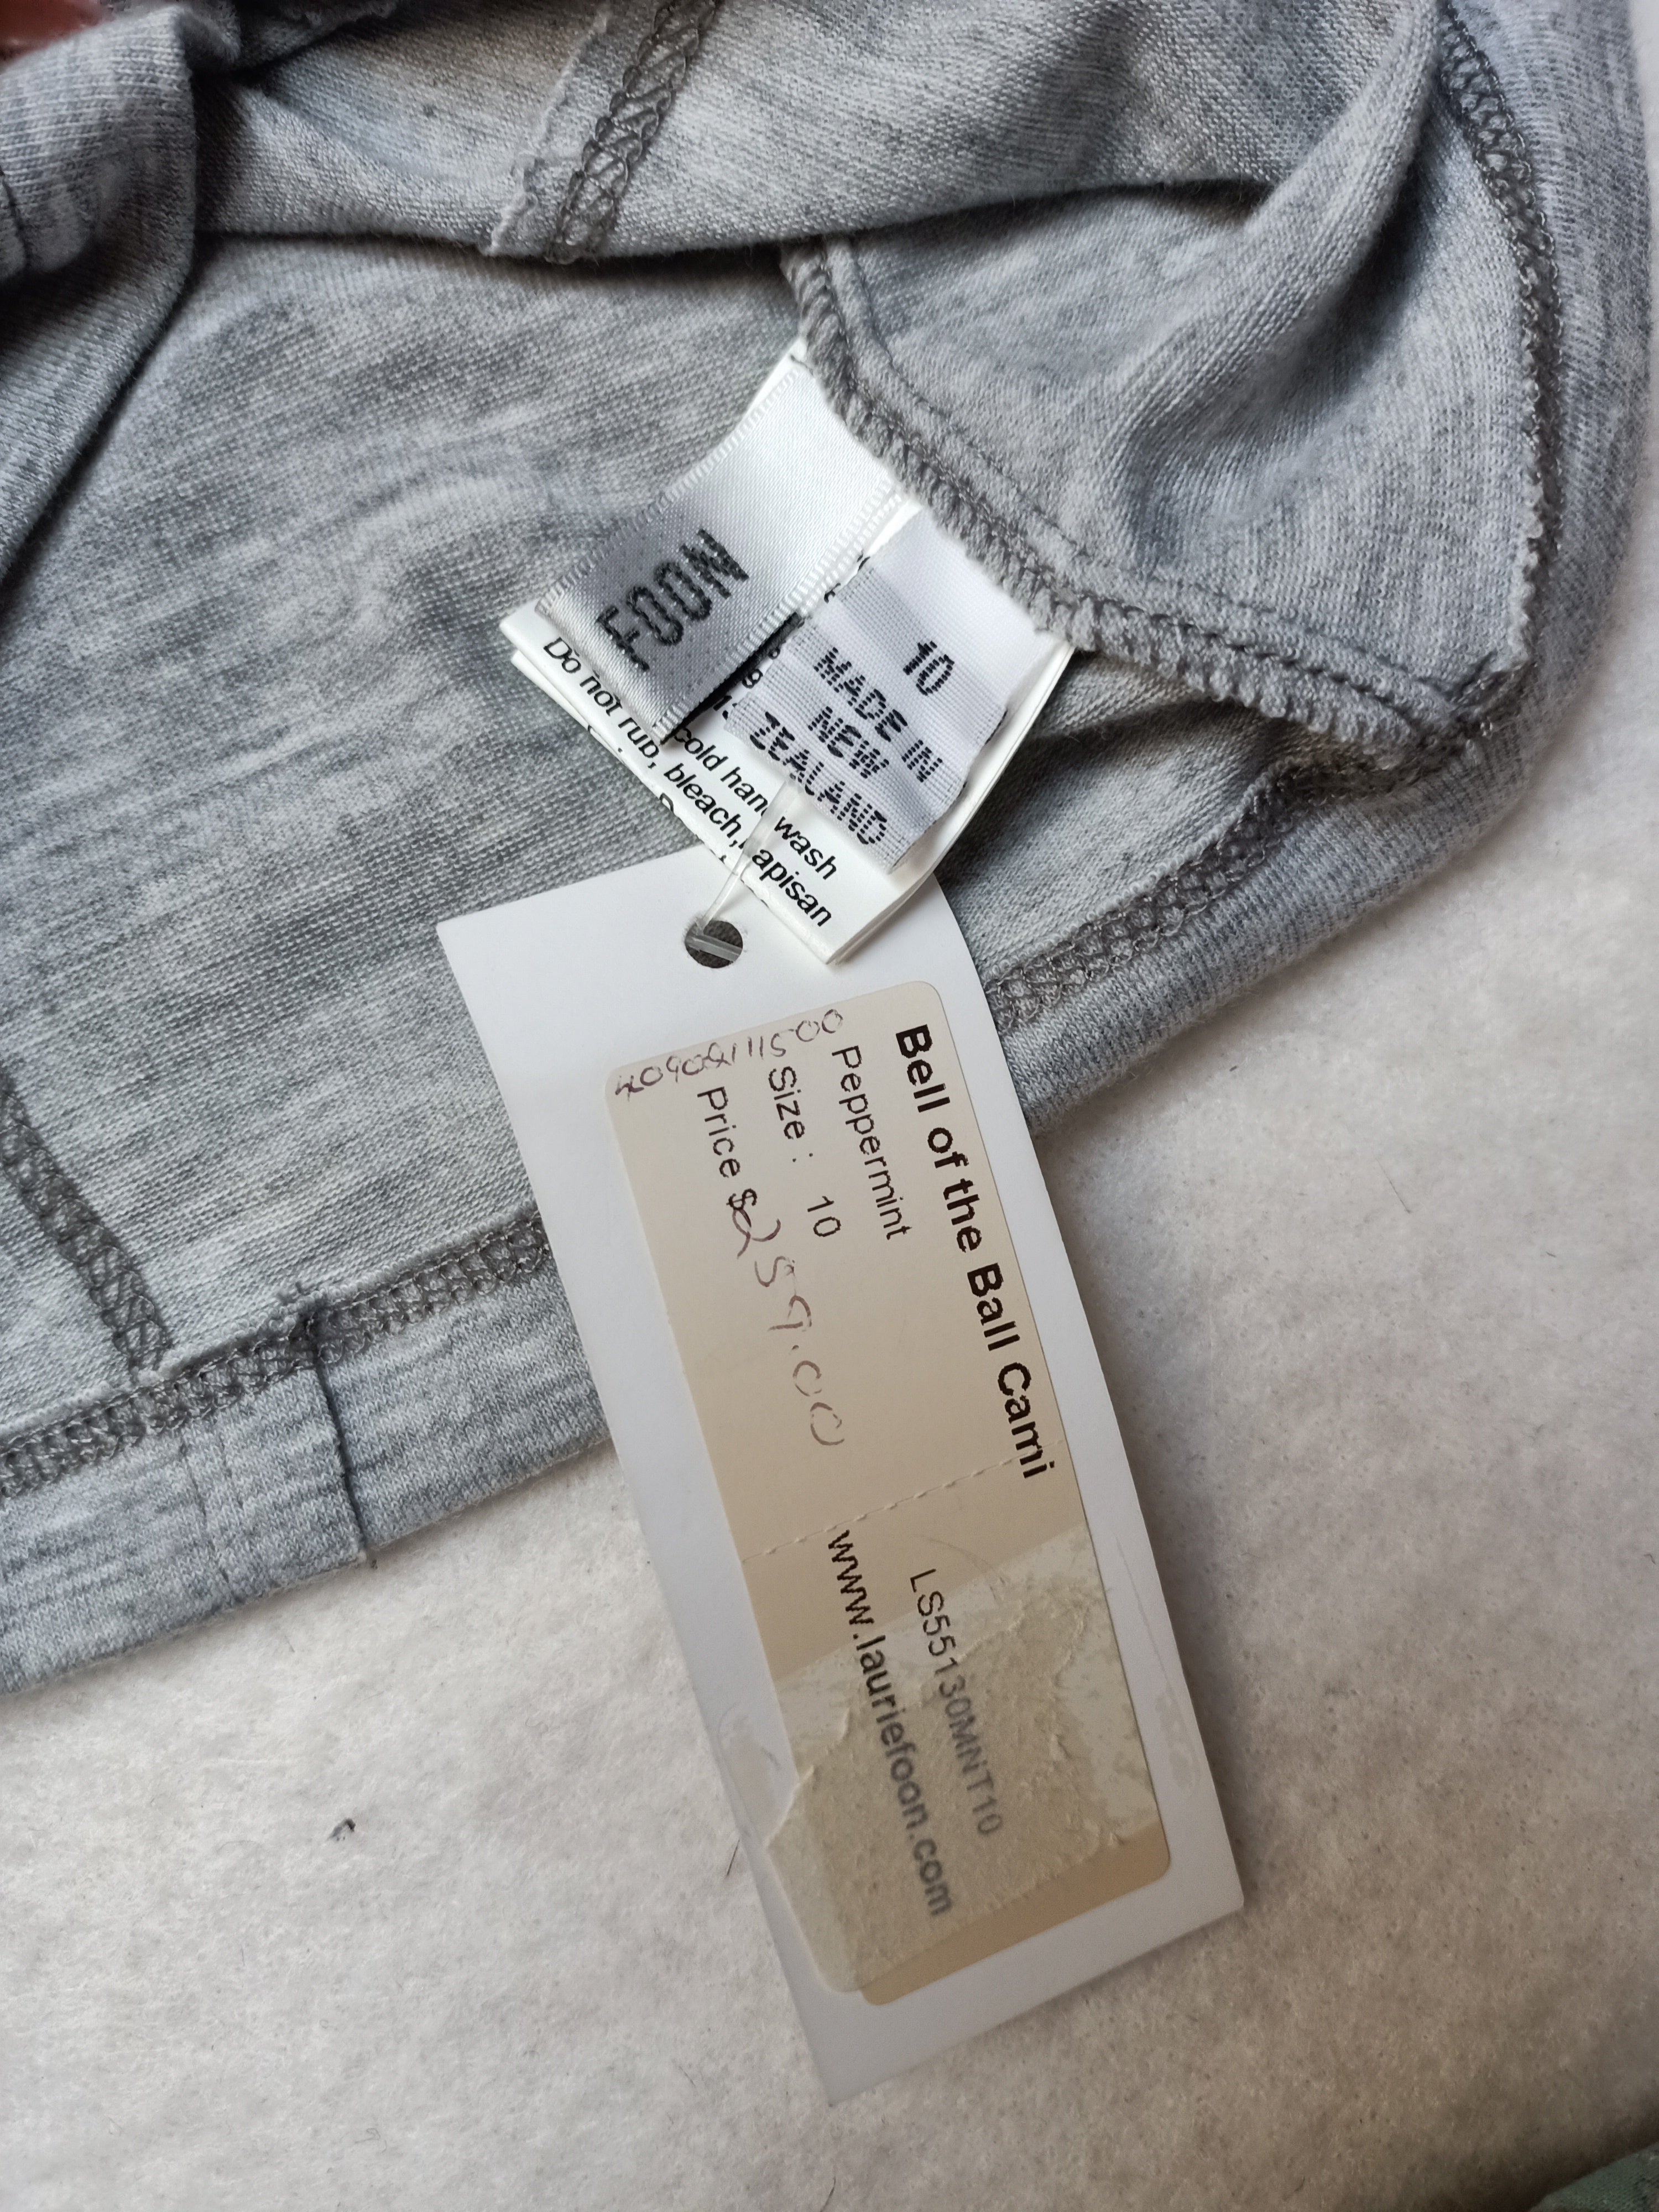 FOON
10
MADE IN
NEW
ZEALAND
cold hand wash
Do not rub, bleach, napisan
Bell of the Ball Cami
Peppermint
Size : 10
Price $259.00
LS55130MNT10
www.lauriefoon.com